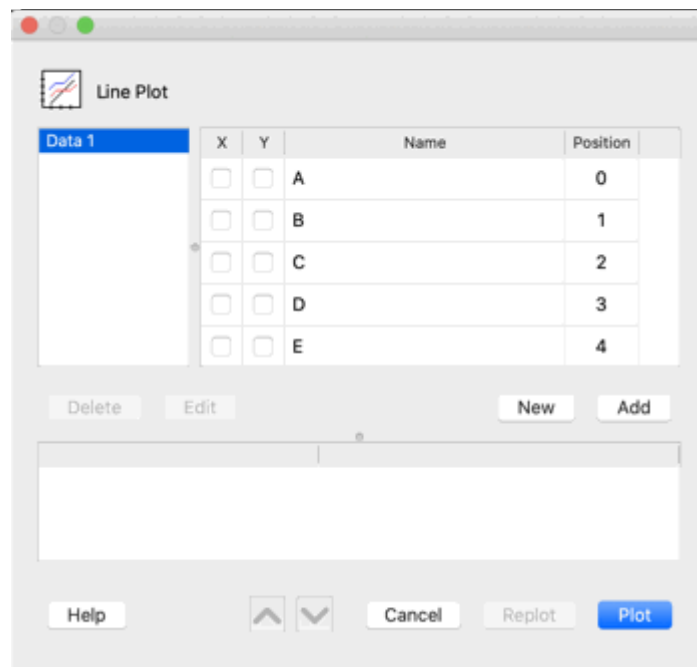 Line Plot
Data 1
X Y Name Position
A 0
B 1
C 2
D 3
E 4
Delete Edit New Add
Help Cancel Replot Plot